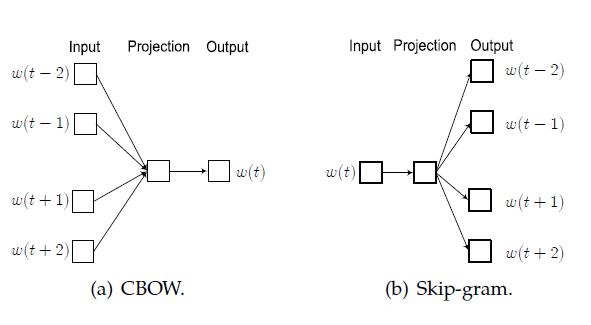 Input Projection Output
w(t − 2)
w(t − 1)
w(t)
w(t + 1)
w(t + 2)
(a) CBOW.
Input Projection Output
w(t − 2)
w(t − 1)
w(t)
w(t + 1)
w(t + 2)
(b) Skip-gram.